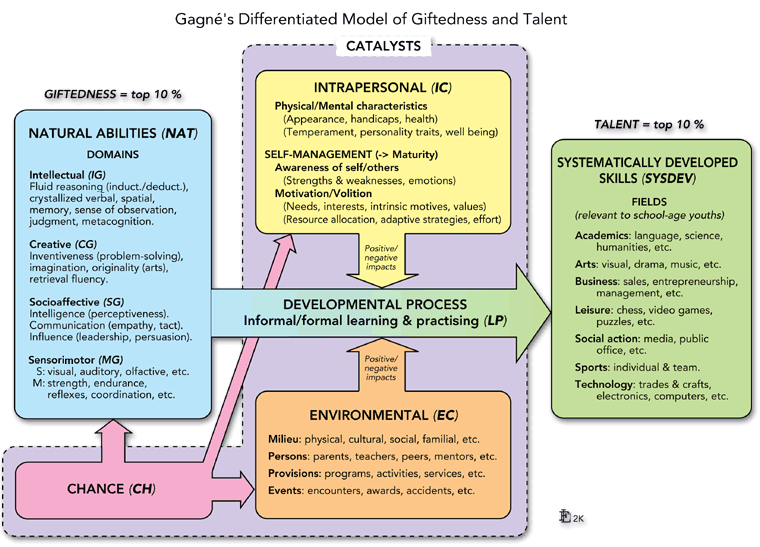 Gagné's Differentiated Model of Giftedness and Talent
CATALYSTS
GIFTEDNESS = top 10 %
NATURAL ABILITIES (NAT)
DOMAINS
Intellectual (IG)
Fluid reasoning (induct./deduct.),
crystallized verbal, spatial,
memory, sense of observation,
judgment, metacognition.
Creative (CG)
Inventiveness (problem-solving),
imagination, originality (arts),
retrieval fluency.
Socioaffective (SG)
Intelligence (perceptiveness).
Communication (empathy, tact).
Influence (leadership, persuasion).
Sensorimotor (MG)
S: visual, auditory, olfactive, etc.
M: strength, endurance,
reflexes, coordination, etc.
INTRAPERSONAL (IC)
Physical/Mental characteristics
(Appearance, handicaps, health)
(Temperament, personality traits, well being)
SELF-MANAGEMENT (-> Maturity)
Awareness of self/others
(Strengths & weaknesses, emotions)
Motivation/Volition
(Needs, interests, intrinsic motives, values)
(Resource allocation, adaptive strategies, effort)
Positive/
negative
impacts
DEVELOPMENTAL PROCESS
Informal/formal learning & practising (LP)
Positive/
negative
impacts
ENVIRONMENTAL (EC)
Milieu: physical, cultural, social, familial, etc.
Persons: parents, teachers, peers, mentors, etc.
Provisions: programs, activities, services, etc.
Events: encounters, awards, accidents, etc.
CHANCE (CH)
TALENT = top 10 %
SYSTEMATICALLY DEVELOPED
SKILLS (SYSDEV)
FIELDS
(relevant to school-age youths)
Academics: language, science,
humanities, etc.
Arts: visual, drama, music, etc.
Business: sales, entrepreneurship,
management, etc.
Leisure: chess, video games,
puzzles, etc.
Social action: media, public
office, etc.
Sports: individual & team.
Technology: trades & crafts,
electronics, computers, etc.
2K